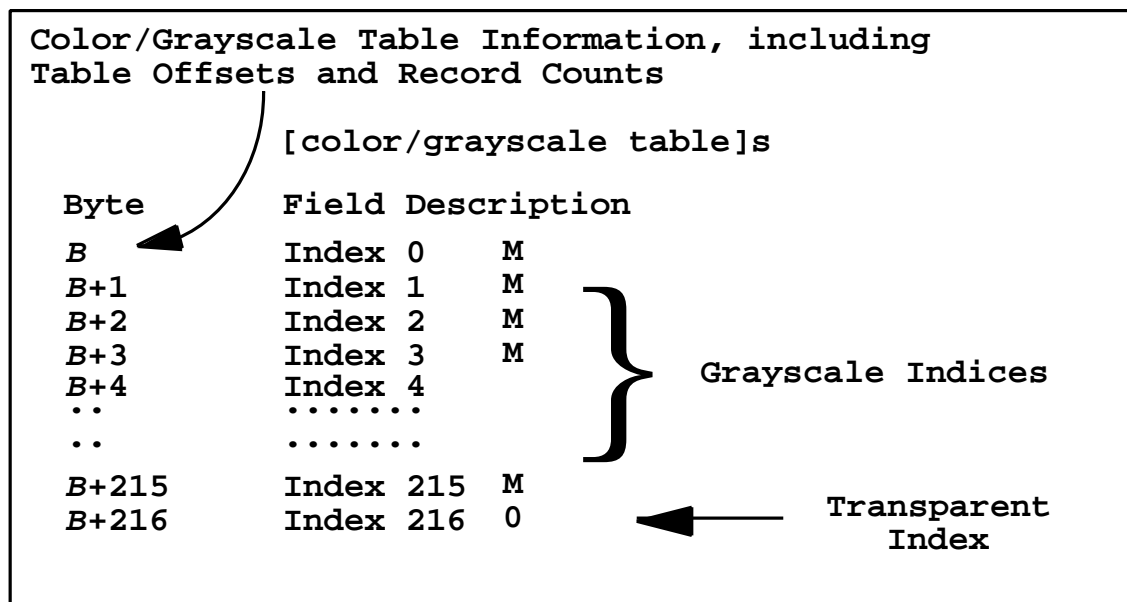 Color/Grayscale Table Information, including
Table Offsets and Record Counts
[color/grayscale table]s
Byte Field Description
B Index 0 M
B+1 Index 1 M
B+2 Index 2 M
B+3 Index 3 M
B+4 Index 4
.. .......
.. .......
Grayscale Indices
B+215 Index 215 M
B+216 Index 216 0
Transparent
Index